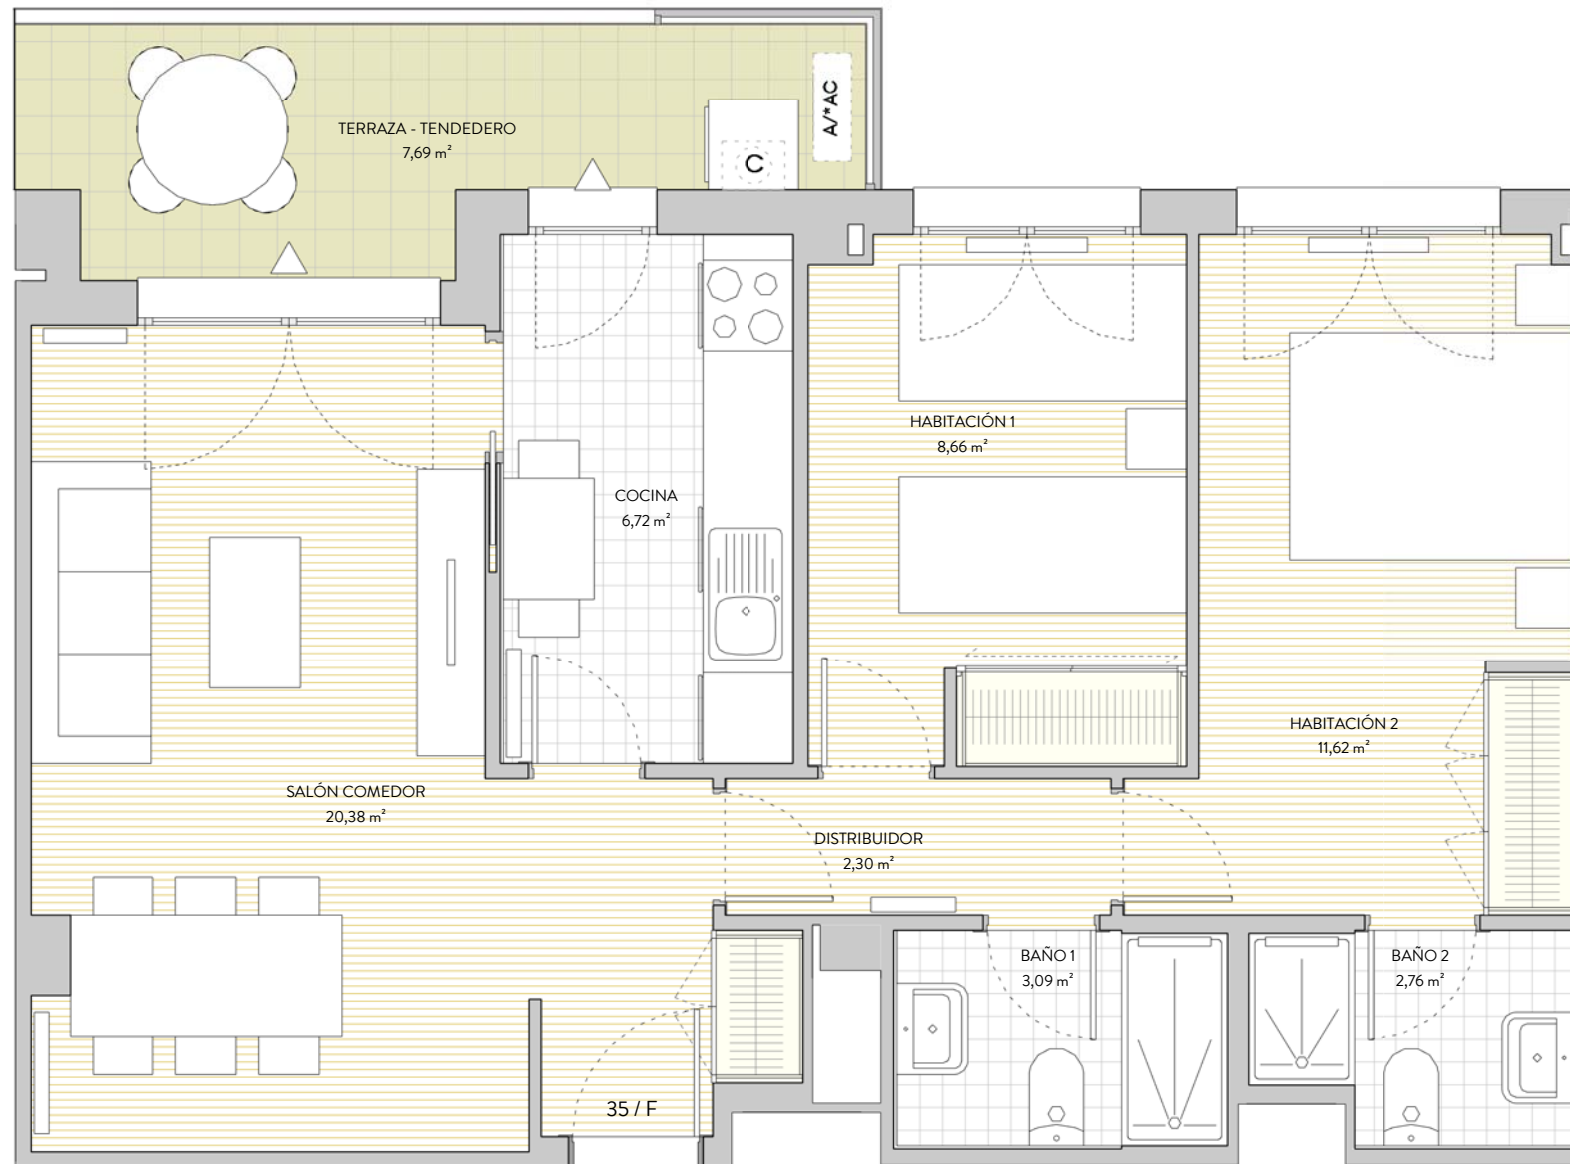 TERRAZA - TENDEDERO
7,69 m²
A/*AC
C
HABITACIÓN 1
8,66 m²
COCINA
6,72 m²
HABITACIÓN 2
11,62 m²
SALÓN COMEDOR
20,38 m²
DISTRIBUIDOR
2,30 m²
BAÑO 1
3,09 m²
BAÑO 2
2,76 m²
35 / F